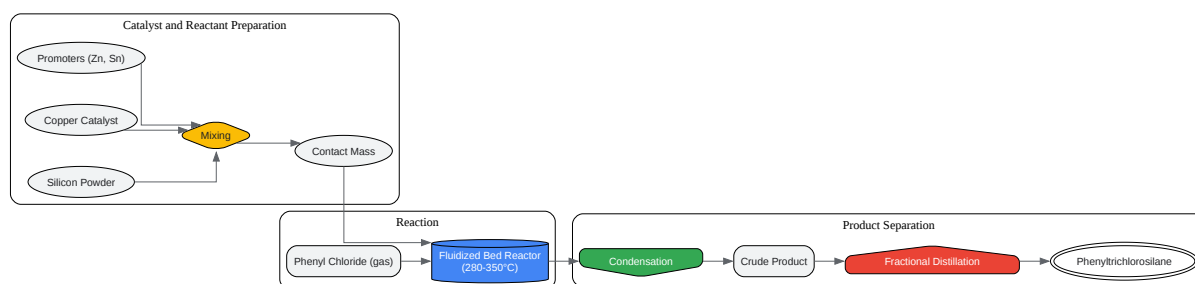 Catalyst and Reactant Preparation
Promoters (Zn, Sn)
Copper Catalyst
Mixing
Contact Mass
Silicon Powder
Reaction
Phenyl Chloride (gas)
Fluidized Bed Reactor
(280-350°C)
Product Separation
Condensation
Crude Product
Fractional Distillation
Phenyltrichlorosilane